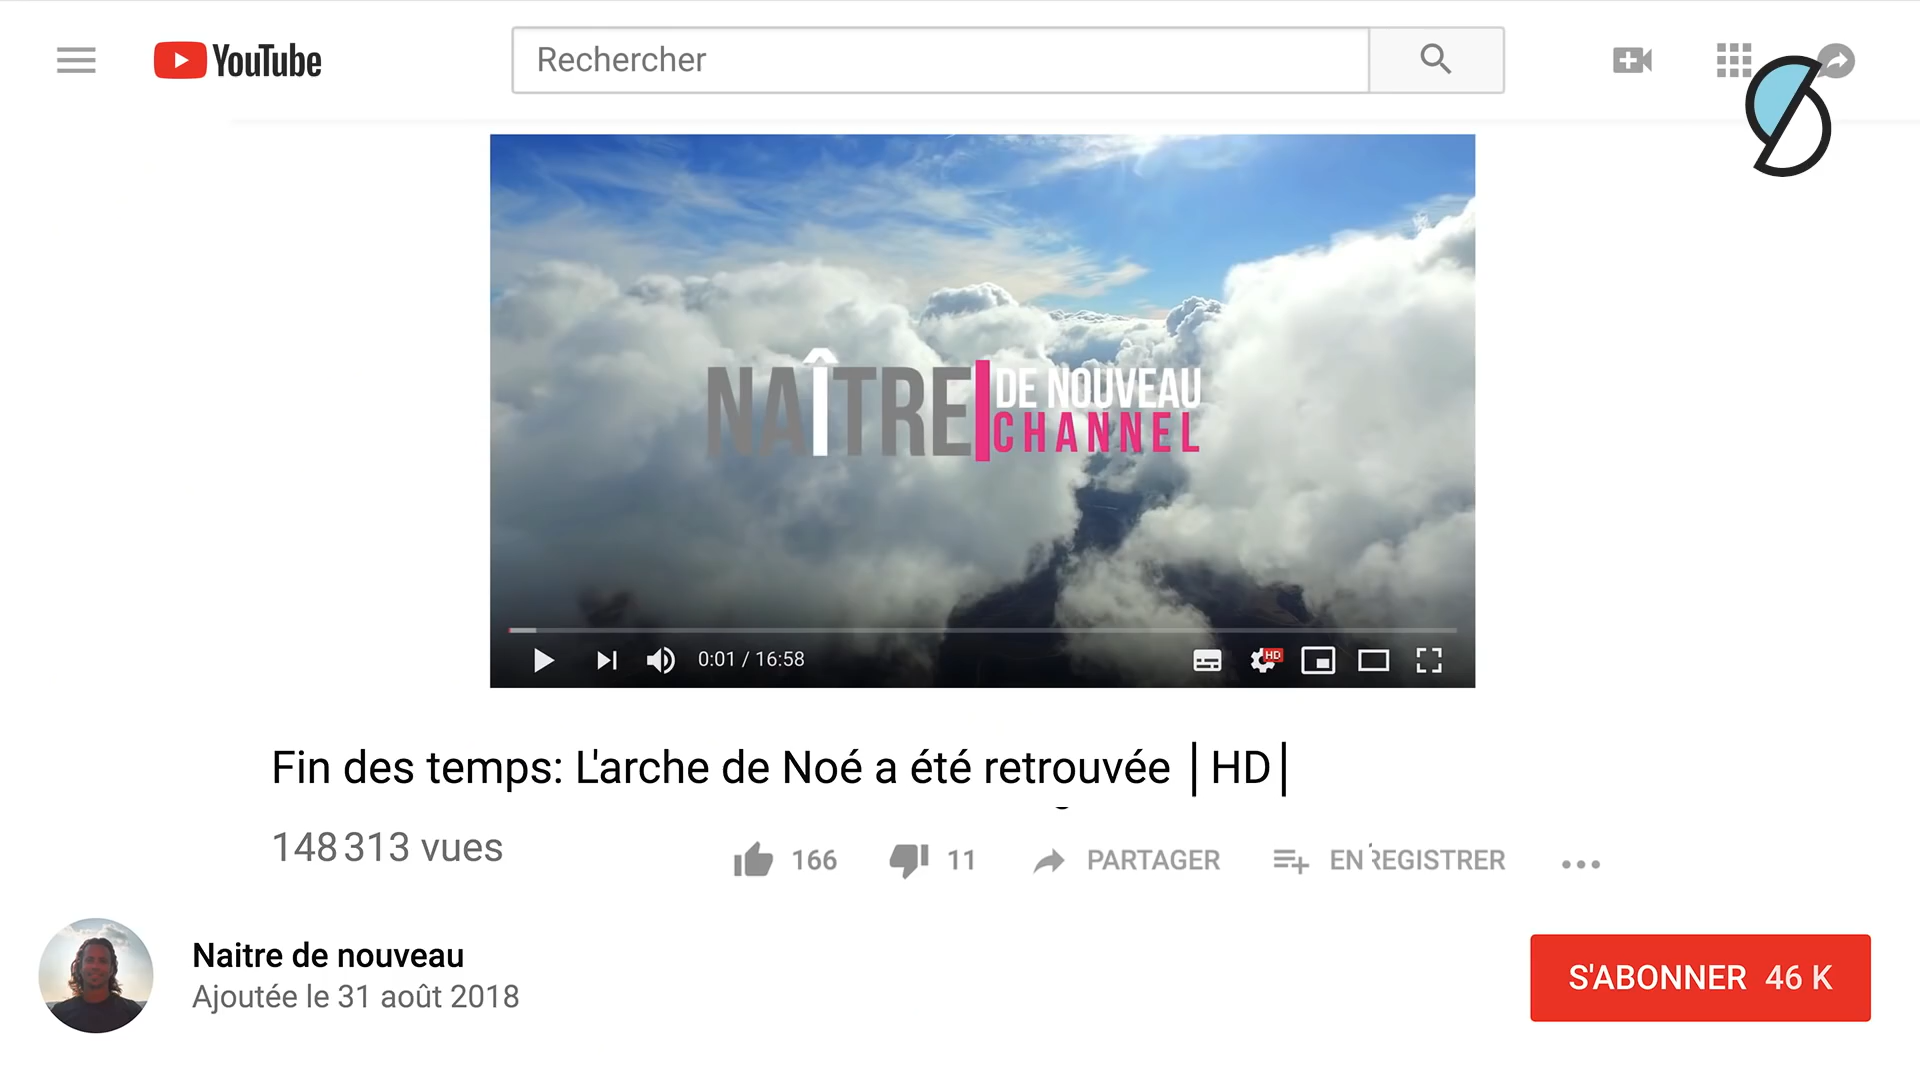 YouTube
Rechercher
NAÎTRE DE NOUVEAU
CHANNEL
0:01 / 16:58
HD
Fin des temps: L'arche de Noé a été retrouvée |HD|
148 313 vues
166
11
PARTAGER
ENREGISTRER
Naitre de nouveau
Ajoutée le 31 août 2018
S'ABONNER 46 K